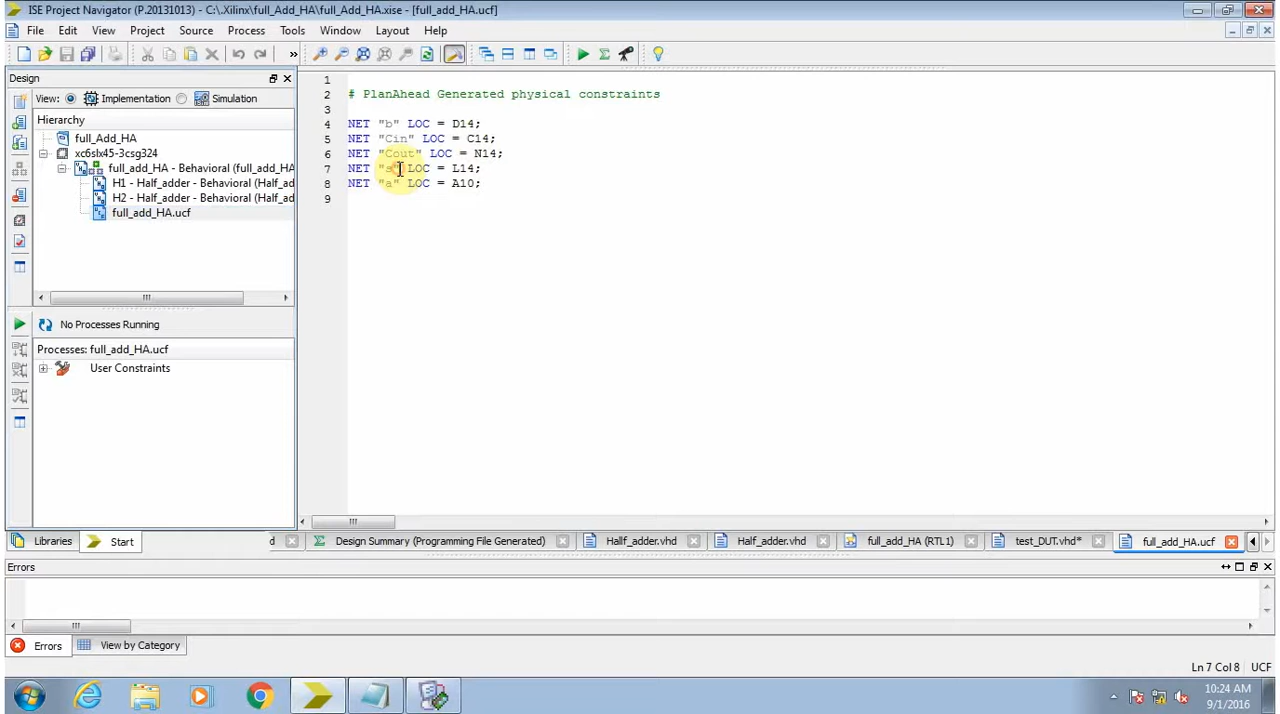 ISE Project Navigator (P.20131013) - C:\.Xilinx\full_Add_HA\full_Add_HA.xise - [full_add_HA.ucf]
File Edit View Project Source Process Tools Window Layout Help
»
Design
View: Implementation Simulation
Hierarchy
full_Add_HA
xc6slx45-3csg324
full_add_HA - Behavioral (full_add_HA
H1 - Half_adder - Behavioral (Half_ad
H2 - Half_adder - Behavioral (Half_ad
full_add_HA.ucf
No Processes Running
Processes: full_add_HA.ucf
User Constraints
1
2 # PlanAhead Generated physical constraints
3
4 NET "b" LOC = D14;
5 NET "Cin" LOC = C14;
6 NET "Cout" LOC = N14;
7 NET "s" LOC = L14;
8 NET "a" LOC = A10;
9
Libraries Start d Design Summary (Programming File Generated) Hallf_adder.vhd Half_adder.vhd full_add_HA (RTL1) test_DUT.vhd* full_add_HA.ucf
Errors
Errors View by Category
Ln 7 Col 8 UCF
10:24 AM
9/1/2016